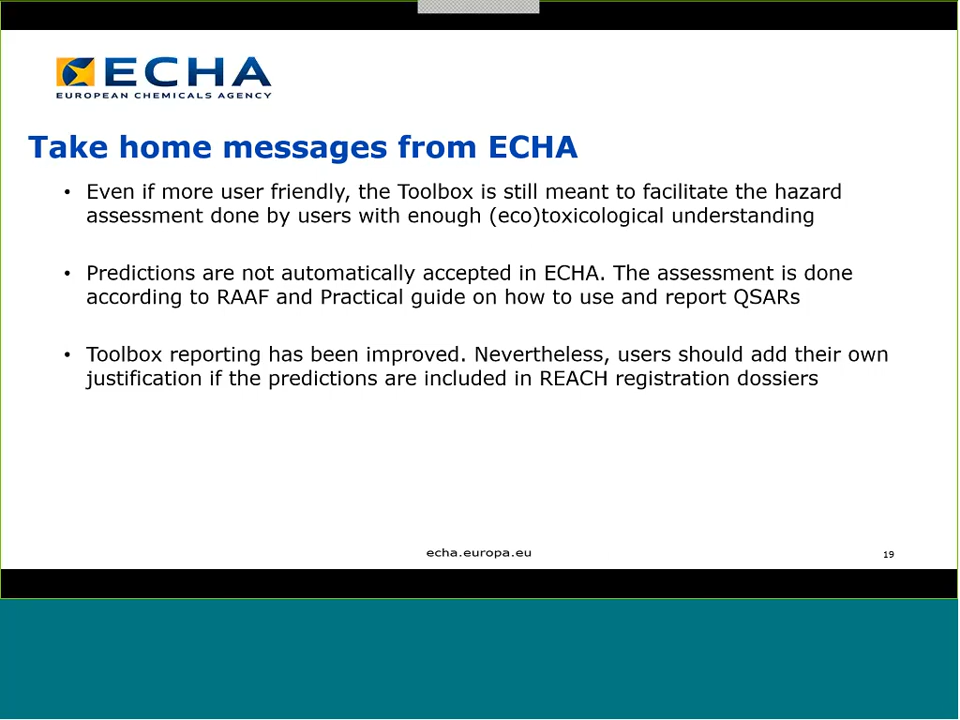 ECHA
EUROPEAN CHEMICALS AGENCY
Take home messages from ECHA
• Even if more user friendly, the Toolbox is still meant to facilitate the hazard
assessment done by users with enough (eco)toxicological understanding
• Predictions are not automatically accepted in ECHA. The assessment is done
according to RAAF and Practical guide on how to use and report QSARs
• Toolbox reporting has been improved. Nevertheless, users should add their own
justification if the predictions are included in REACH registration dossiers
echa.europa.eu
19